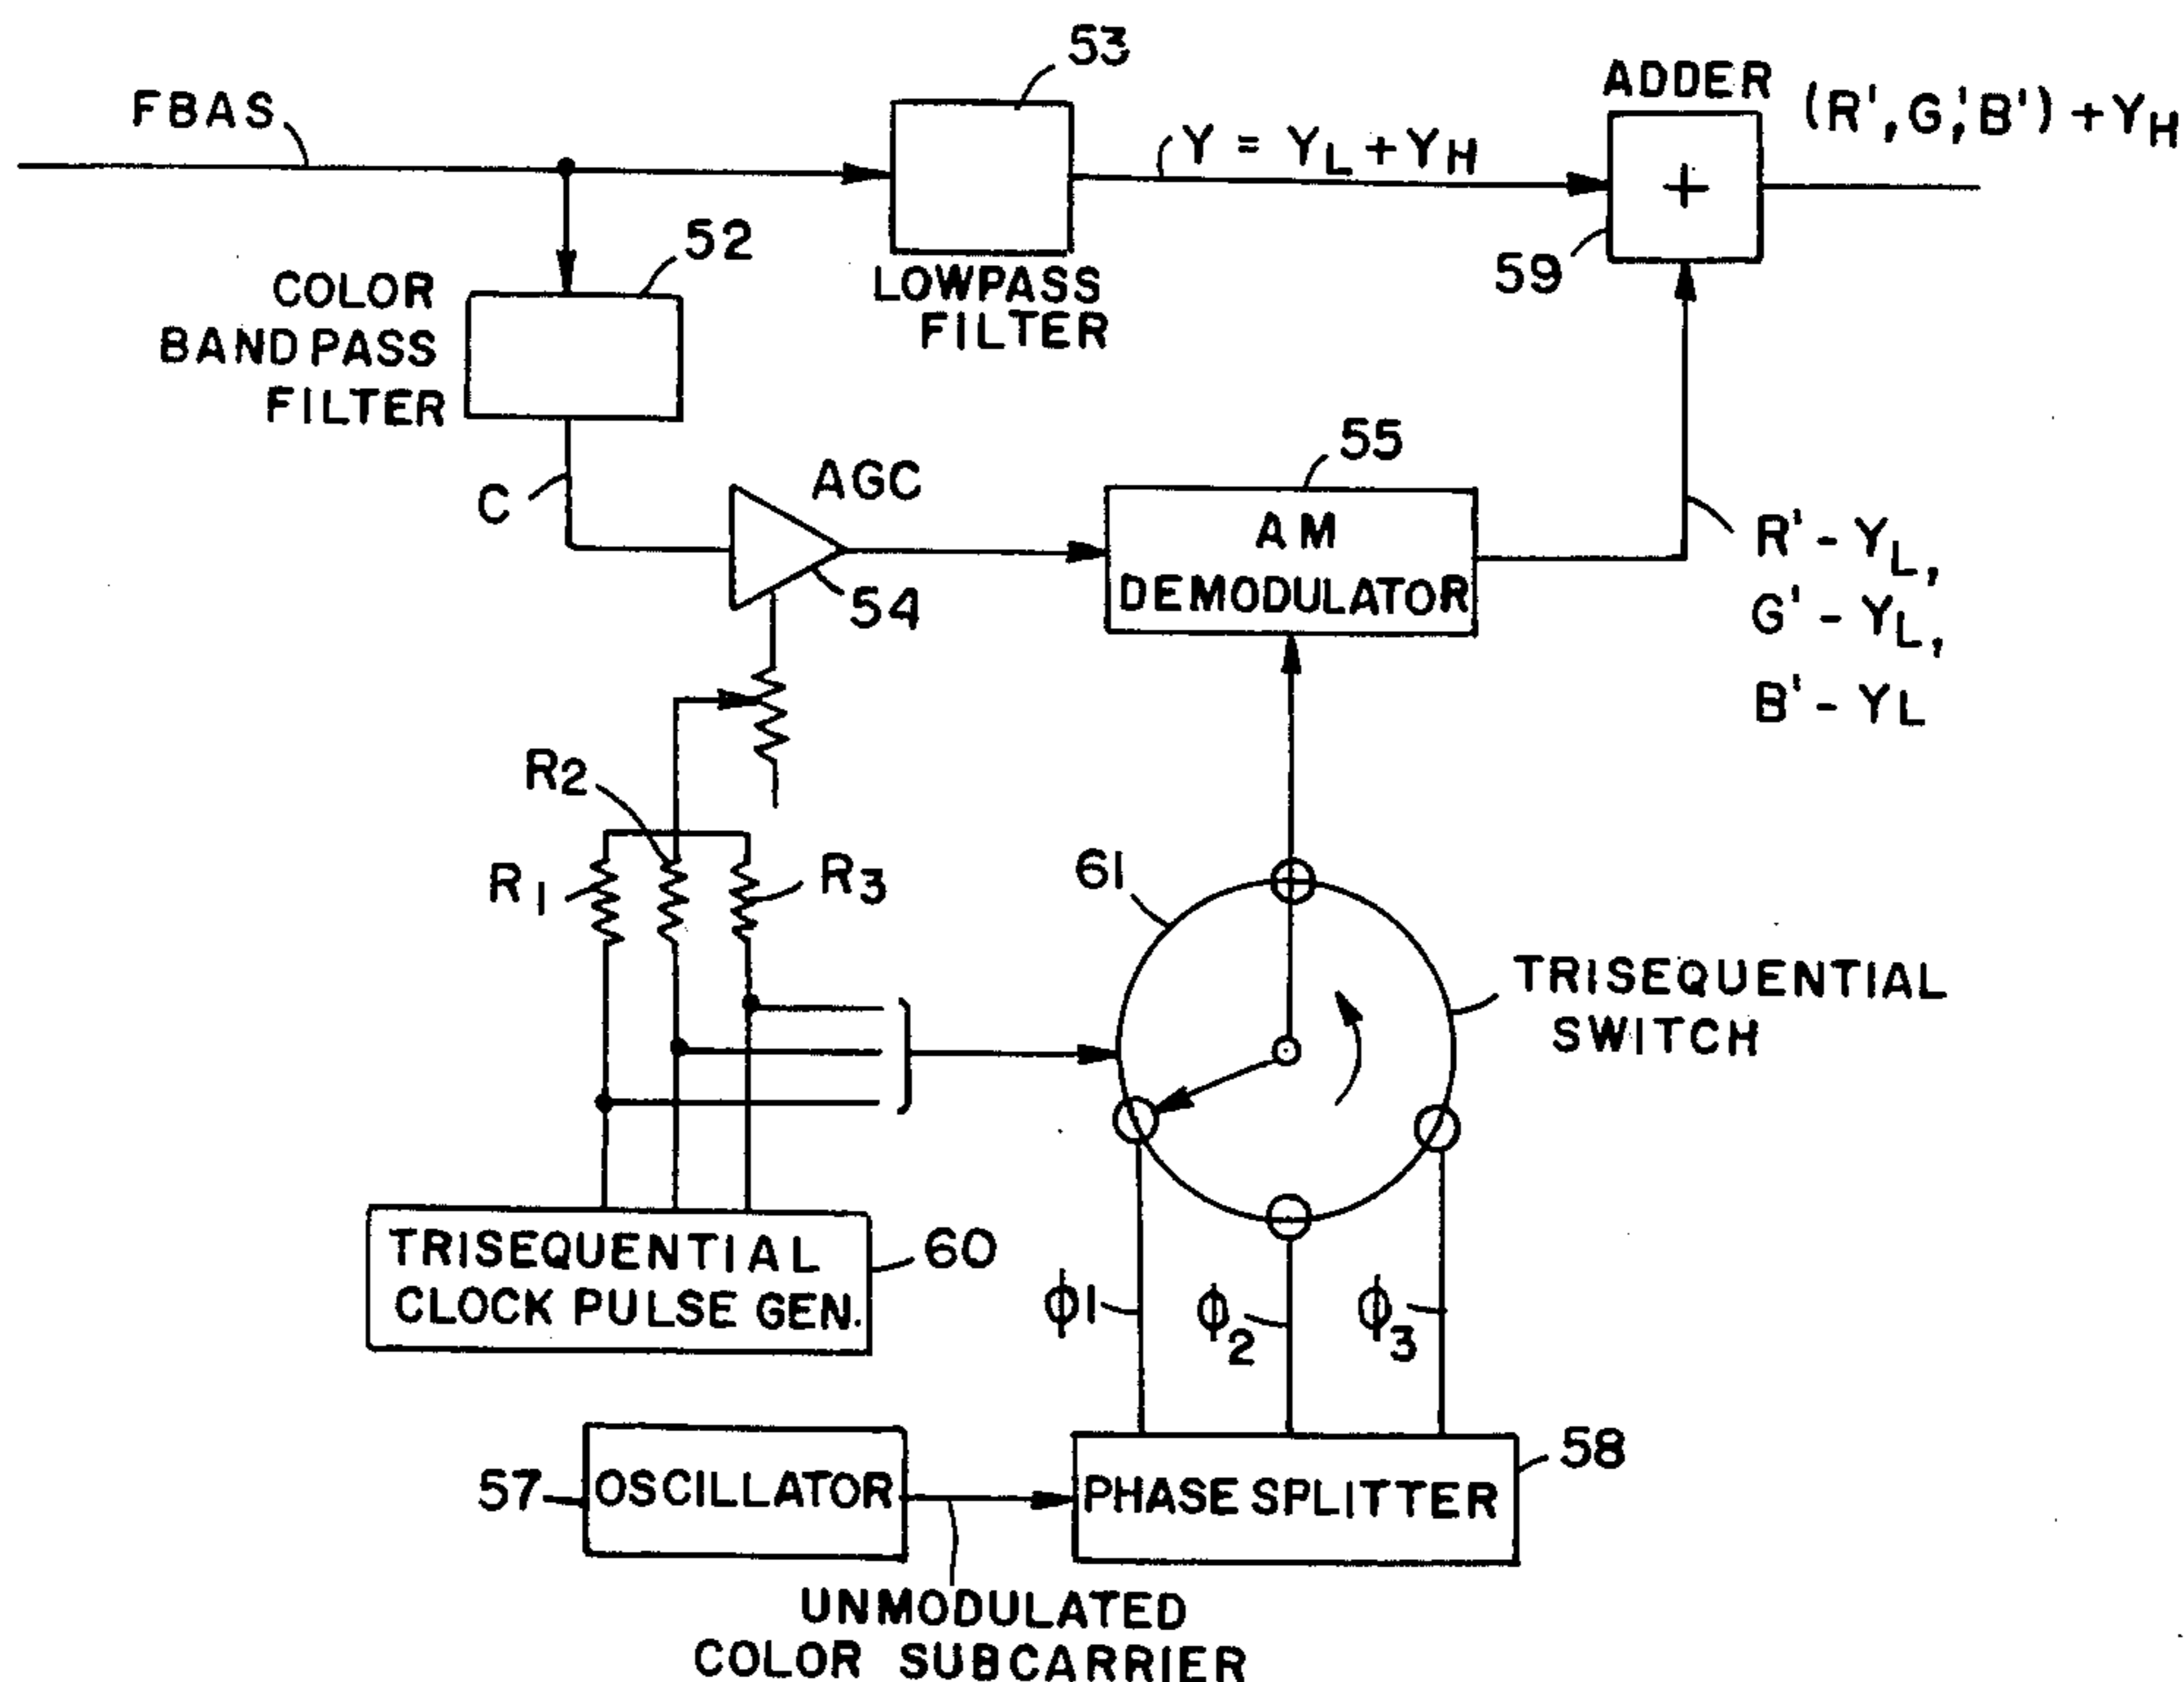 53
FBAS
ADDER
(R',G,'B') + YH
Y = YL + YH
+
52
59
COLOR
BAND PASS
FILTER
LOWPASS
FILTER
C
AGC
54
55
AM
DEMODULATOR
R' - YL,
G' - YL,
B' - YL
R2
R1
R3
61
TRISEQUENTIAL
SWITCH
TRISEQUENTIAL
CLOCK PULSE GEN.
60
ϕ1
ϕ2
ϕ3
57
OSCILLATOR
PHASE SPLITTER
58
UNMODULATED
COLOR SUBCARRIER